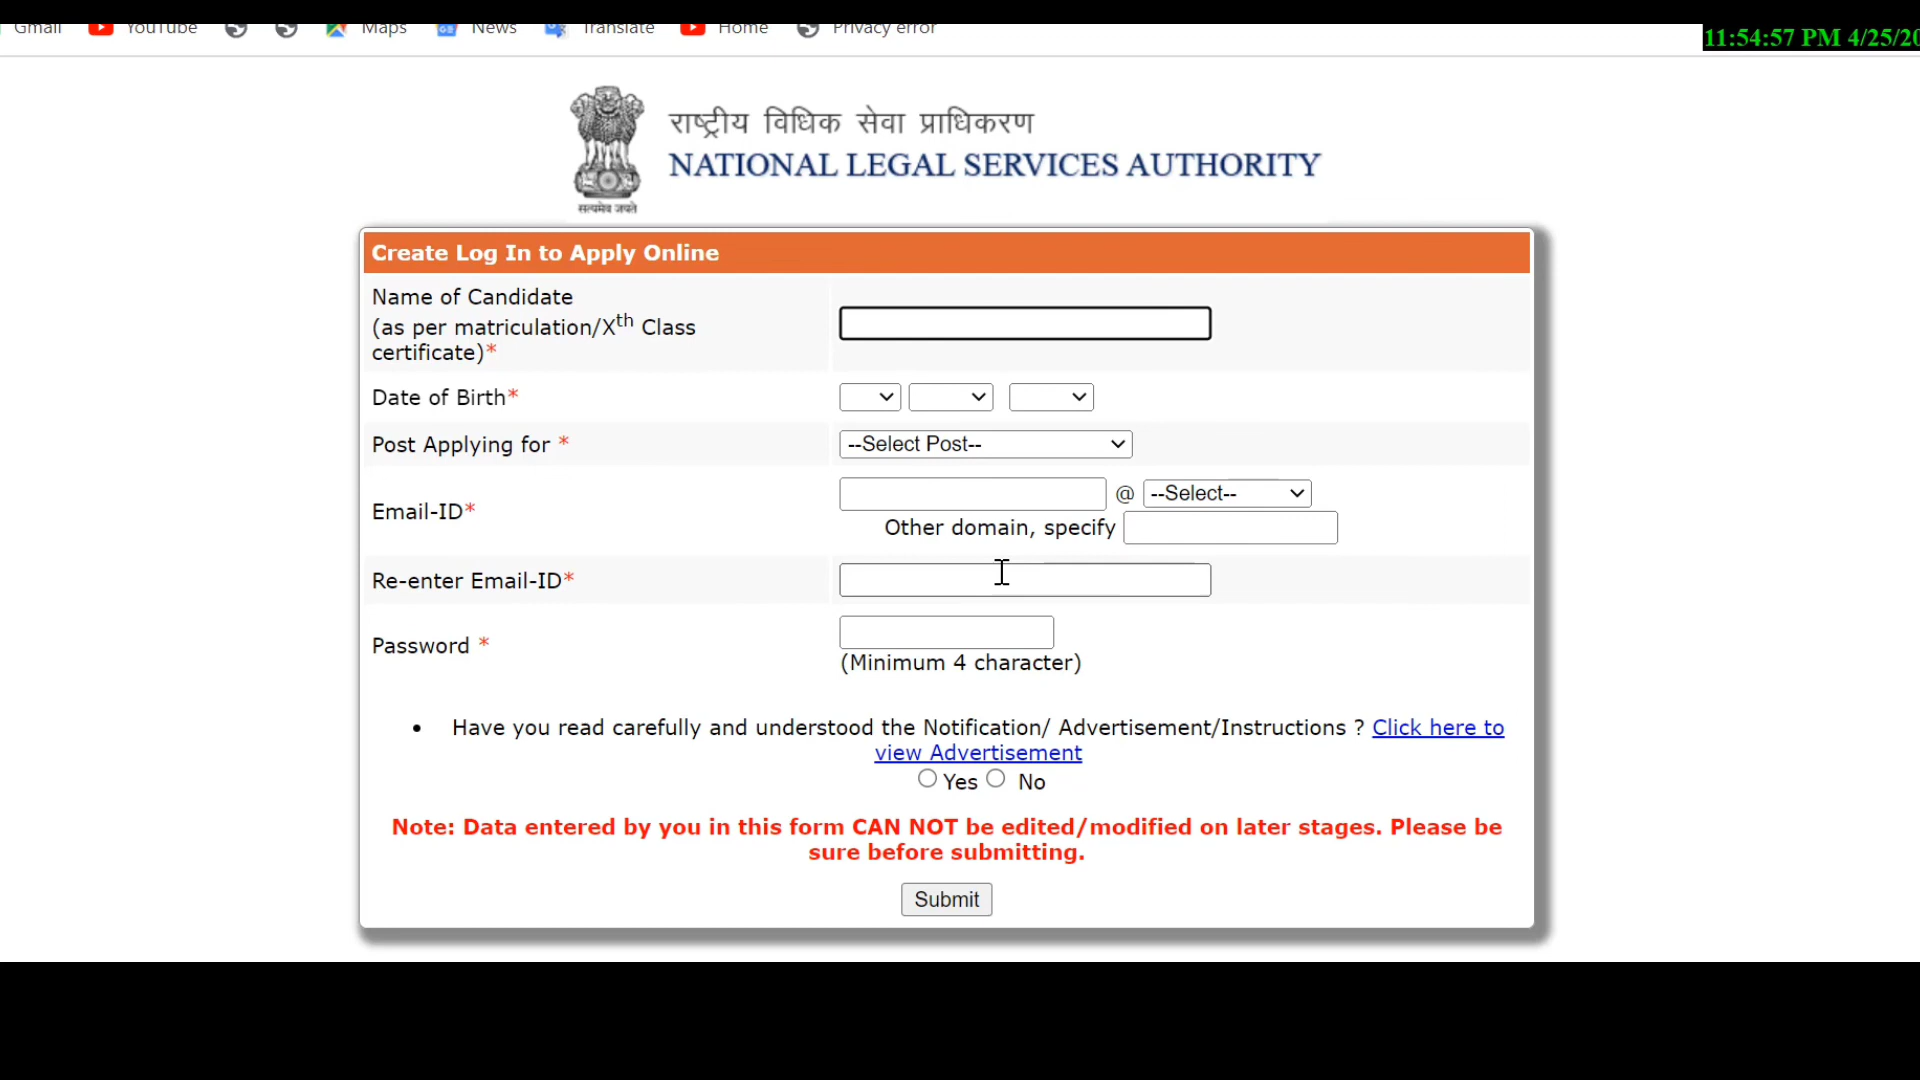 Gmail YouTube Maps News Translate Home Privacy error
11:54:57 PM 4/25/20
राष्ट्रीय विधिक सेवा प्राधिकरण
NATIONAL LEGAL SERVICES AUTHORITY
सत्यमेव जयते
Create Log In to Apply Online
Name of Candidate
(as per matriculation/Xth Class
certificate)*
Date of Birth*
Post Applying for *
--Select Post--
Email-ID*
@ --Select--
Other domain, specify
Re-enter Email-ID*
Password *
(Minimum 4 character)
• Have you read carefully and understood the Notification/ Advertisement/Instructions ? Click here to
view Advertisement
Yes No
Note: Data entered by you in this form CAN NOT be edited/modified on later stages. Please be
sure before submitting.
Submit